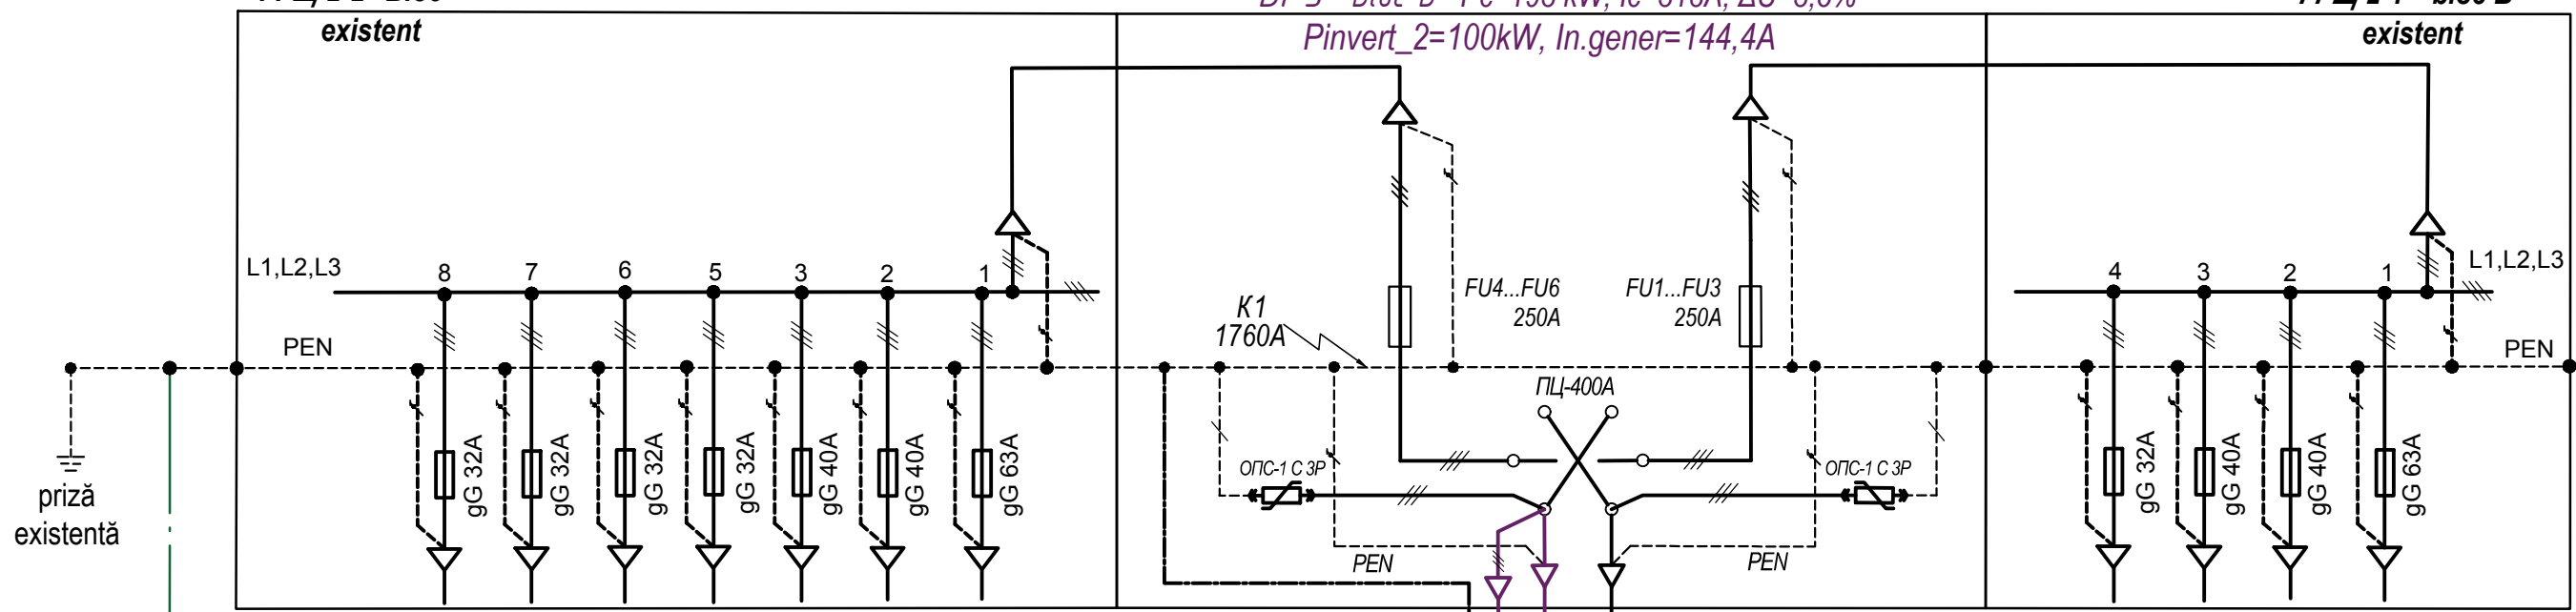 existent
Pinvert_2=100kW, In.gener=144,4A
existent
L1,L2,L3
8
7
6
5
3
2
1
PEN
gG 32A
gG 32A
gG 32A
gG 32A
gG 40A
gG 40A
gG 63A
priză
existentă
K1
1760A
FU4...FU6
250A
FU1...FU3
250A
ПЦ-400А
ОПС-1 С 3Р
ОПС-1 С 3Р
PEN
PEN
4
3
2
1
L1,L2,L3
PEN
gG 32A
gG 40A
gG 40A
gG 63A